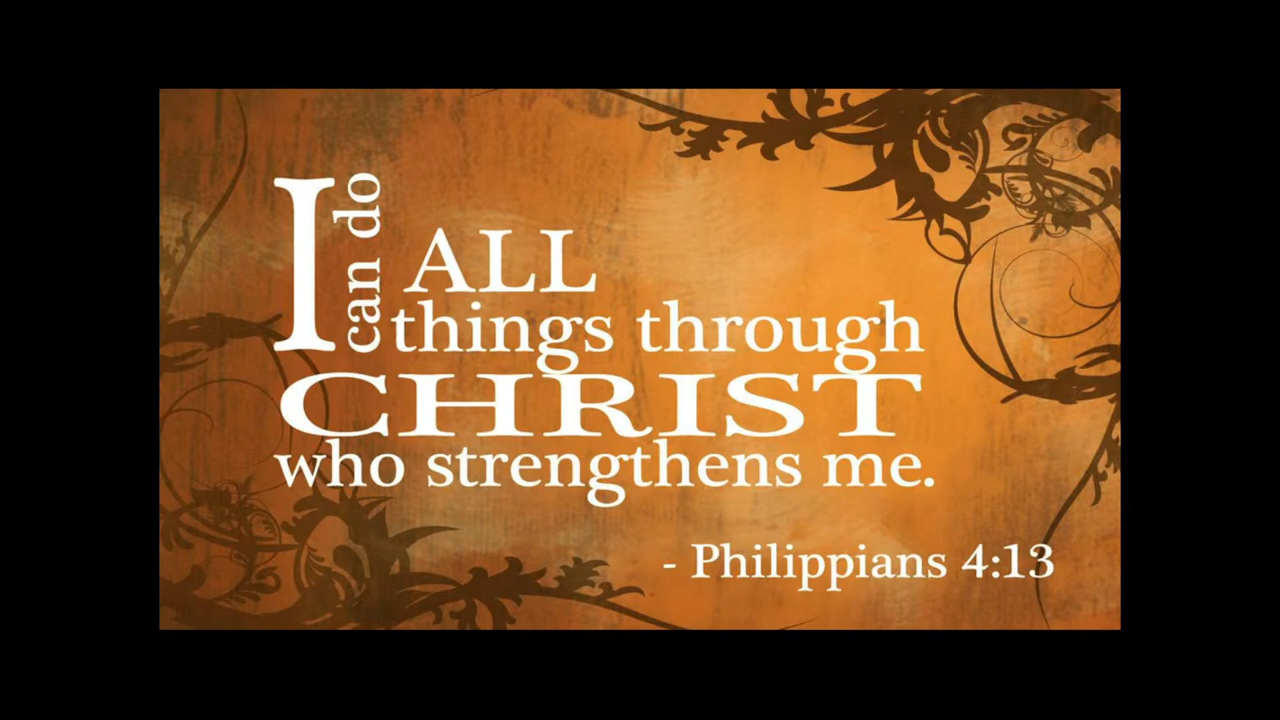 I can do ALL
things through
CHRIST
who strengthens me.
- Philippians 4:13